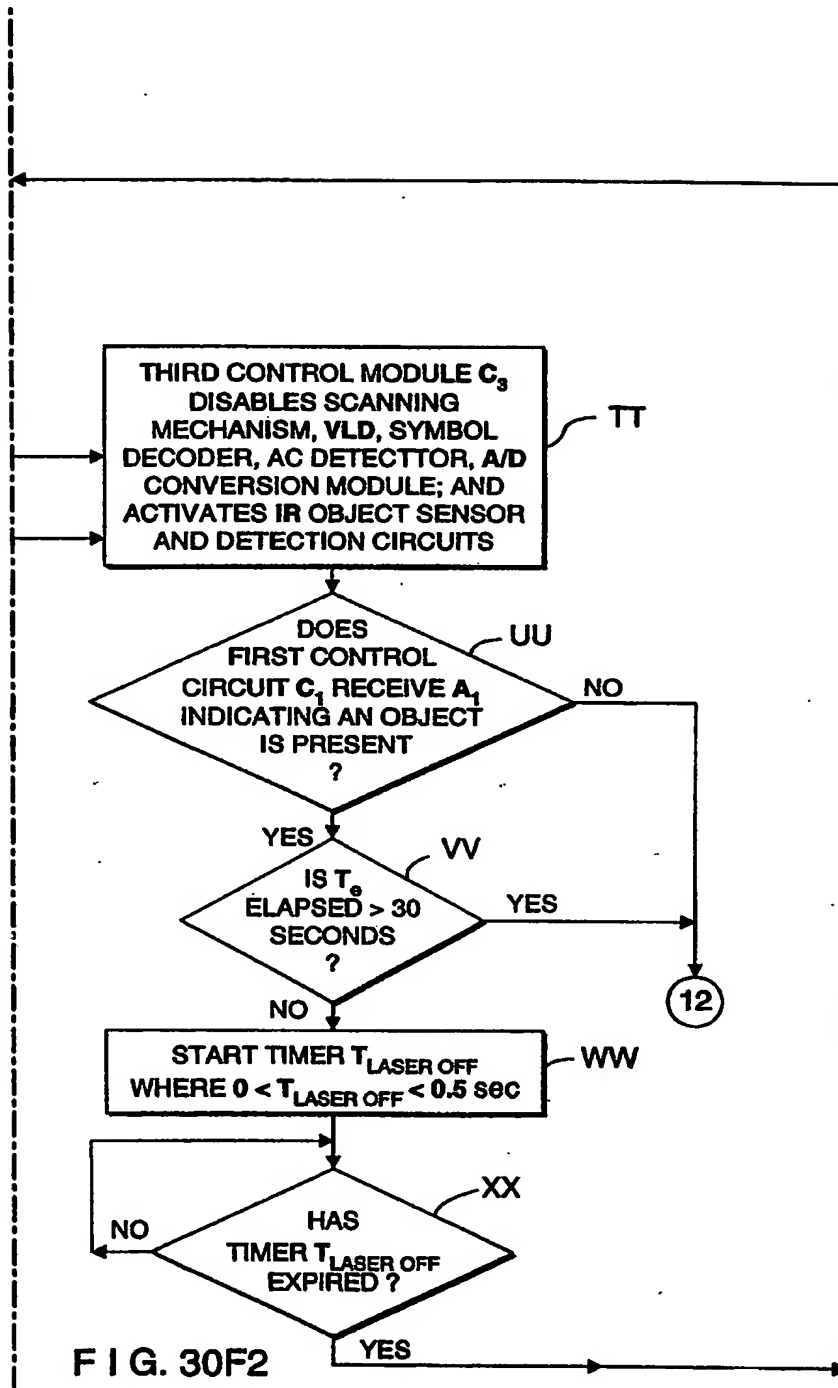 THIRD CONTROL MODULE C3
DISABLES SCANNING
MECHANISM, VLD, SYMBOL
DECODER, AC DETECTTOR, A/D
CONVERSION MODULE; AND
ACTIVATES IR OBJECT SENSOR
AND DETECTION CIRCUITS
TT
DOES
FIRST CONTROL
CIRCUIT C1 RECEIVE A1
INDICATING AN OBJECT
IS PRESENT
?
UU
NO
YES
IS Te
ELAPSED > 30
SECONDS
?
VV
YES
12
NO
START TIMER TLASER OFF
WHERE 0 < TLASER OFF < 0.5 sec
WW
HAS
TIMER TLASER OFF
EXPIRED ?
XX
NO
YES
FIG. 30F2